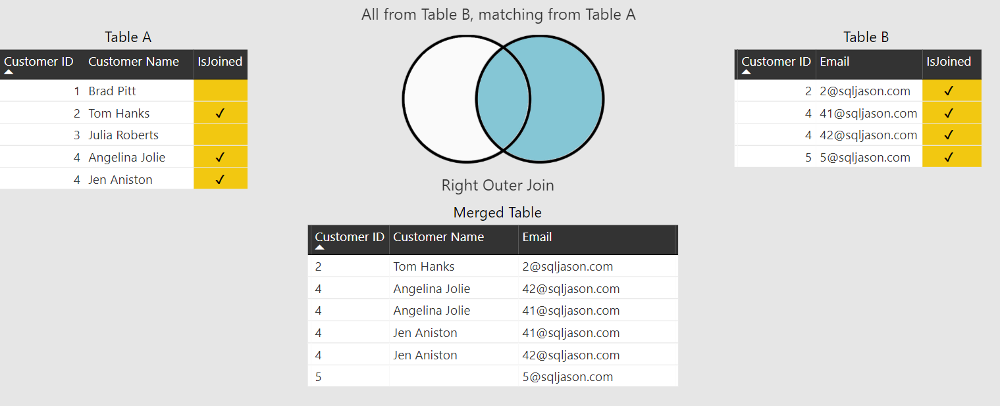 All from Table B, matching from Table A
Table A
Customer ID Customer Name IsJoined
1 Brad Pitt
2 Tom Hanks ✓
3 Julia Roberts
4 Angelina Jolie ✓
4 Jen Aniston ✓
Table B
Customer ID Email IsJoined
2 2@sqljason.com ✓
4 41@sqljason.com ✓
4 42@sqljason.com ✓
5 5@sqljason.com ✓
Right Outer Join
Merged Table
Customer ID Customer Name Email
2 Tom Hanks 2@sqljason.com
4 Angelina Jolie 42@sqljason.com
4 Angelina Jolie 41@sqljason.com
4 Jen Aniston 41@sqljason.com
4 Jen Aniston 42@sqljason.com
5 5@sqljason.com